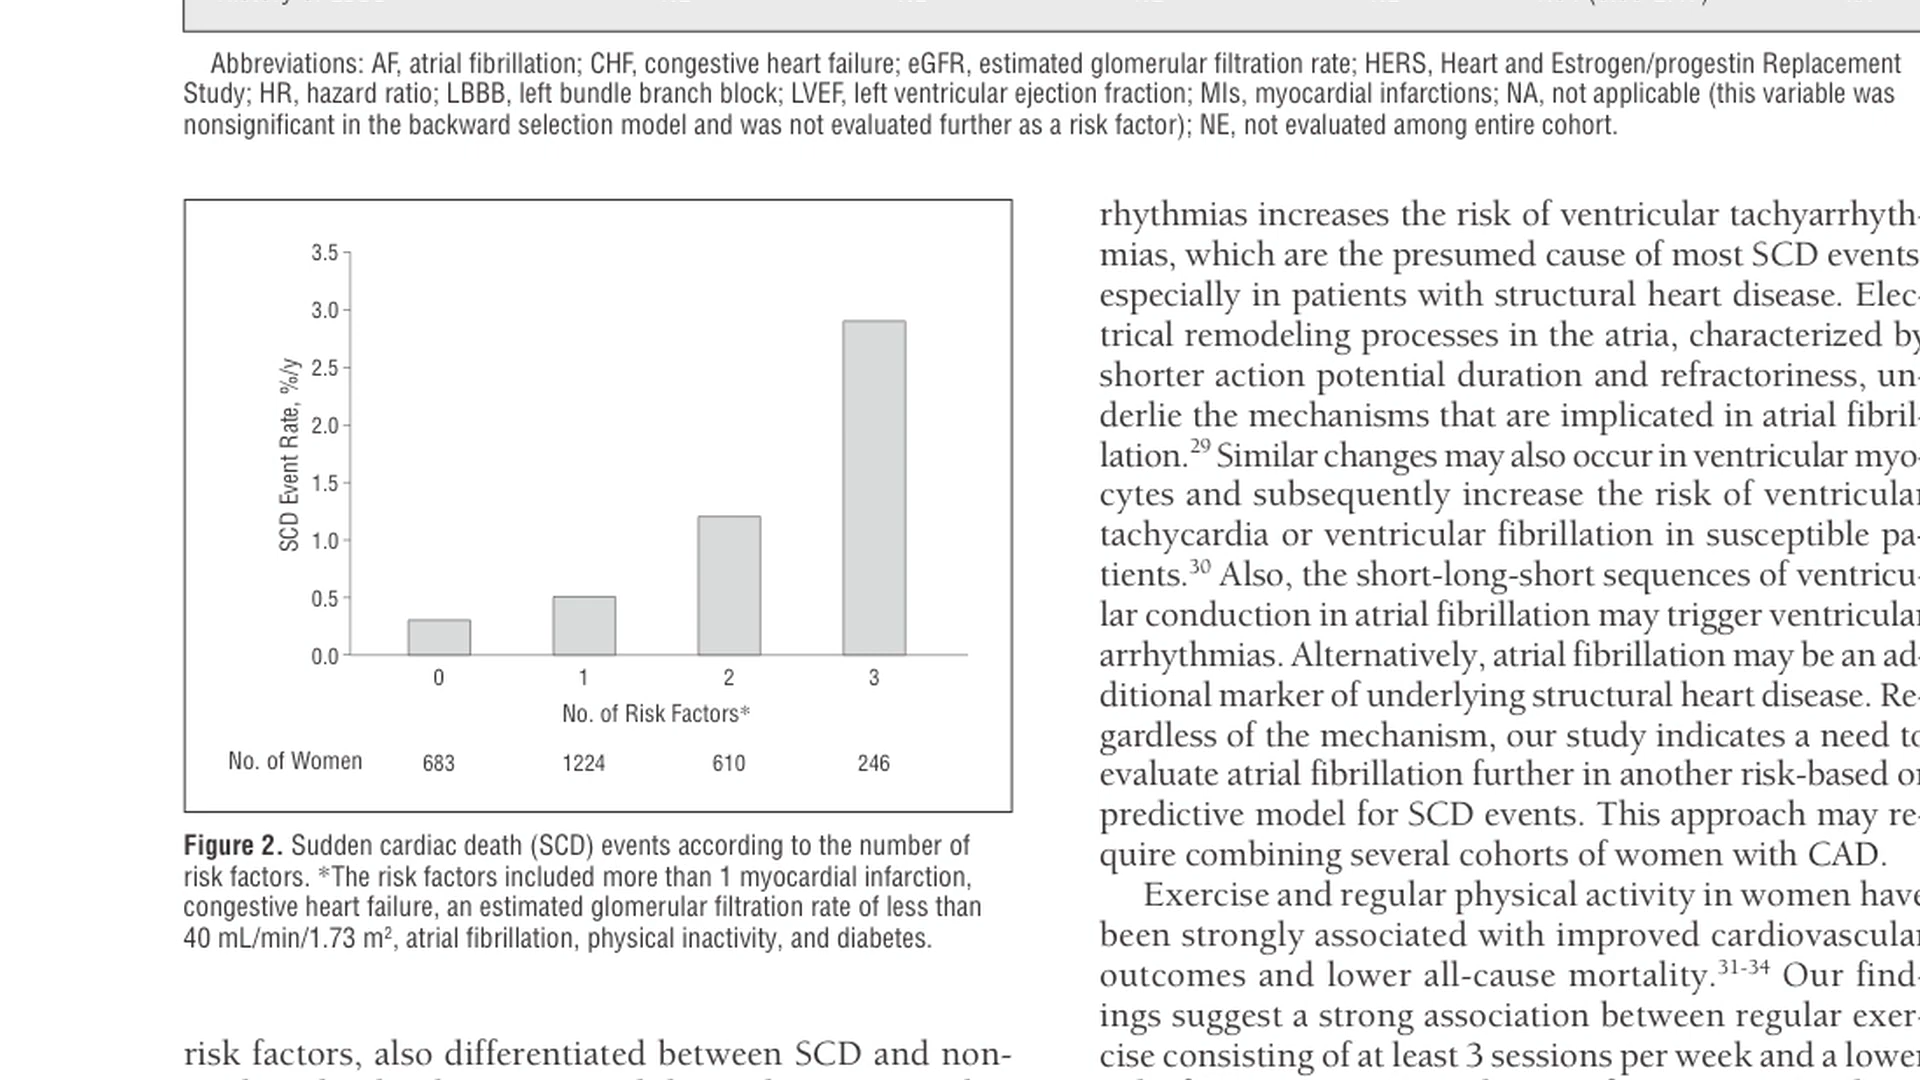 Abbreviations: AF, atrial fibrillation; CHF, congestive heart failure; eGFR, estimated glomerular filtration rate; HERS, Heart and Estrogen/progestin Replacement
Study; HR, hazard ratio; LBBB, left bundle branch block; LVEF, left ventricular ejection fraction; MIs, myocardial infarctions; NA, not applicable (this variable was
nonsignificant in the backward selection model and was not evaluated further as a risk factor); NE, not evaluated among entire cohort.
3.5
3.0
2.5
2.0
1.5
1.0
0.5
0.0
SCD Event Rate, %/y
0 1 2 3
No. of Risk Factors*
No. of Women 683 1224 610 246
Figure 2. Sudden cardiac death (SCD) events according to the number of
risk factors. *The risk factors included more than 1 myocardial infarction,
congestive heart failure, an estimated glomerular filtration rate of less than
40 mL/min/1.73 m², atrial fibrillation, physical inactivity, and diabetes.
risk factors, also differentiated between SCD and non-
rhythmias increases the risk of ventricular tachyarrhyth-
mias, which are the presumed cause of most SCD events
especially in patients with structural heart disease. Elec-
trical remodeling processes in the atria, characterized by
shorter action potential duration and refractoriness, un-
derlie the mechanisms that are implicated in atrial fibril-
lation.²⁹ Similar changes may also occur in ventricular myo-
cytes and subsequently increase the risk of ventricular
tachycardia or ventricular fibrillation in susceptible pa-
tients.³⁰ Also, the short-long-short sequences of ventricu-
lar conduction in atrial fibrillation may trigger ventricular
arrhythmias. Alternatively, atrial fibrillation may be an ad-
ditional marker of underlying structural heart disease. Re-
gardless of the mechanism, our study indicates a need to
evaluate atrial fibrillation further in another risk-based or
predictive model for SCD events. This approach may re-
quire combining several cohorts of women with CAD.
Exercise and regular physical activity in women have
been strongly associated with improved cardiovascular
outcomes and lower all-cause mortality.³¹⁻³⁴ Our find-
ings suggest a strong association between regular exer-
cise consisting of at least 3 sessions per week and a lower